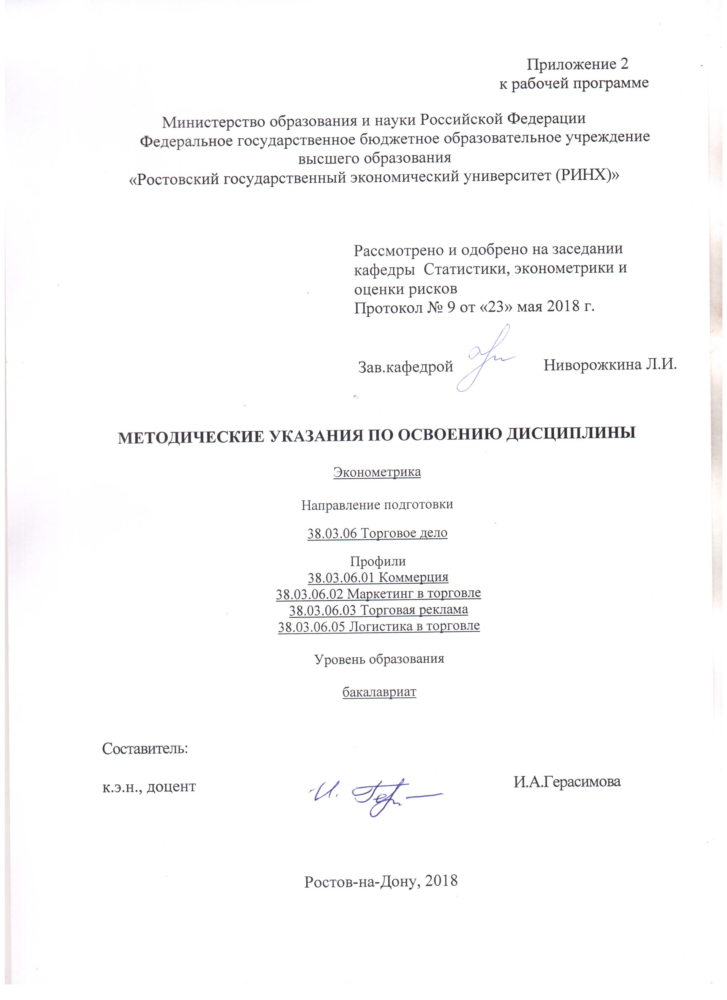 Приложение 2
к рабочей программе
Министерство образования и науки Российской Федерации
Федеральное государственное бюджетное образовательное учреждение
высшего образования
«Ростовский государственный экономический университет (РИНХ)»
Рассмотрено и одобрено на заседании
кафедры Статистики, эконометрики и
оценки рисков
Протокол № 9 от «23» мая 2018 г.
Зав.кафедрой Ниворожкина Л.И.
МЕТОДИЧЕСКИЕ УКАЗАНИЯ ПО ОСВОЕНИЮ ДИСЦИПЛИНЫ
Эконометрика
Направление подготовки
38.03.06 Торговое дело
Профили
38.03.06.01 Коммерция
38.03.06.02 Маркетинг в торговле
38.03.06.03 Торговая реклама
38.03.06.05 Логистика в торговле
Уровень образования
бакалавриат
Составитель:
к.э.н., доцент И.А.Герасимова
Ростов-на-Дону, 2018